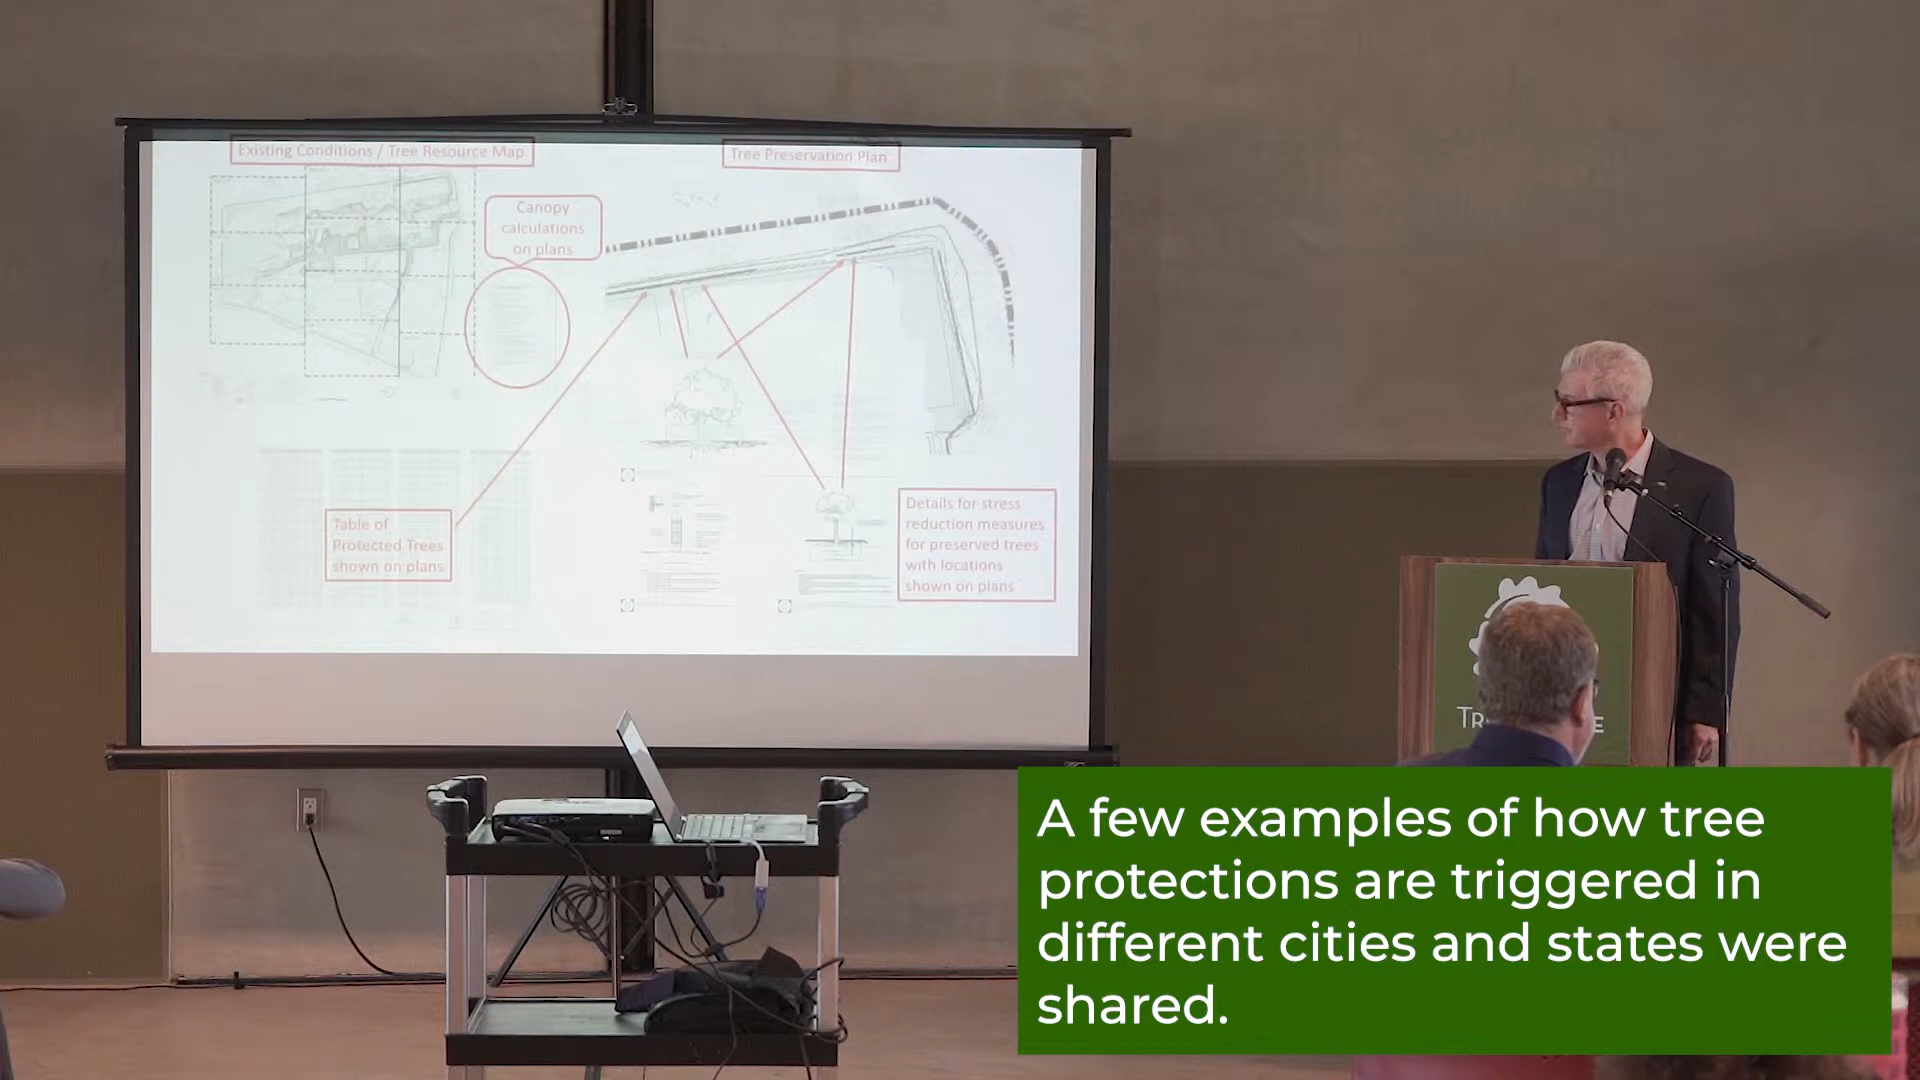 Existing Conditions / Tree Resource Map
Tree Preservation Plan
Canopy
calculations
on plans
Table of
Protected Trees
shown on plans
Details for stress
reduction measures
for preserved trees
with locations
shown on plans
A few examples of how tree
protections are triggered in
different cities and states were
shared.